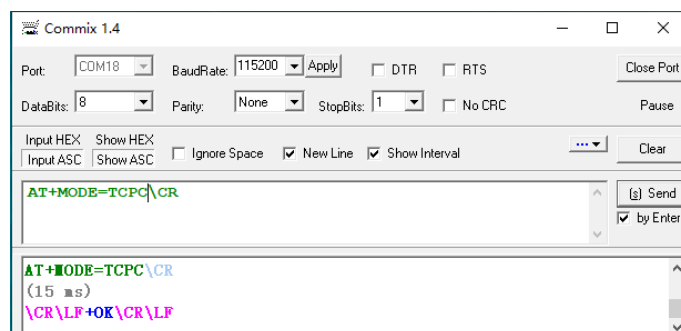 Commix 1.4
Port: COM18 BaudRate: 115200 Apply DTR RTS Close Port
DataBits: 8 Parity: None StopBits: 1 No CRC Pause
Input HEX Show HEX
Input ASC Show ASC Ignore Space New Line Show Interval ... Clear
AT+MODE=TCPC\CR
(s) Send
by Enter
AT+MODE=TCPC\CR
(15 ms)
\CR\LF+OK\CR\LF